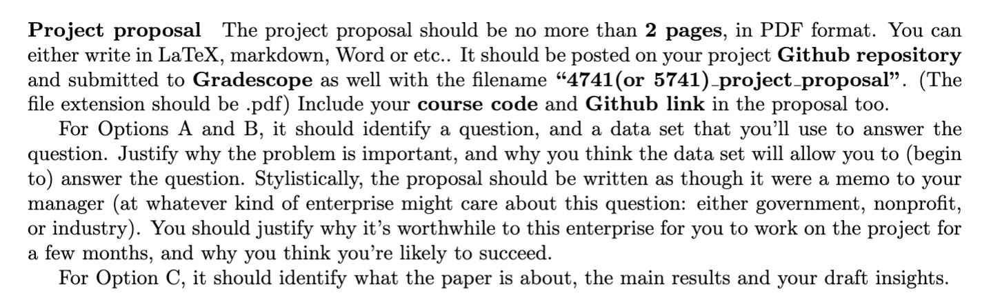 Project proposal The project proposal should be no more than 2 pages, in PDF format. You can
either write in LaTeX, markdown, Word or etc.. It should be posted on your project Github repository
and submitted to Gradescope as well with the filename “4741(or 5741)_project_proposal”. (The
file extension should be .pdf) Include your course code and Github link in the proposal too.
For Options A and B, it should identify a question, and a data set that you’ll use to answer the
question. Justify why the problem is important, and why you think the data set will allow you to (begin
to) answer the question. Stylistically, the proposal should be written as though it were a memo to your
manager (at whatever kind of enterprise might care about this question: either government, nonprofit,
or industry). You should justify why it’s worthwhile to this enterprise for you to work on the project for
a few months, and why you think you’re likely to succeed.
For Option C, it should identify what the paper is about, the main results and your draft insights.